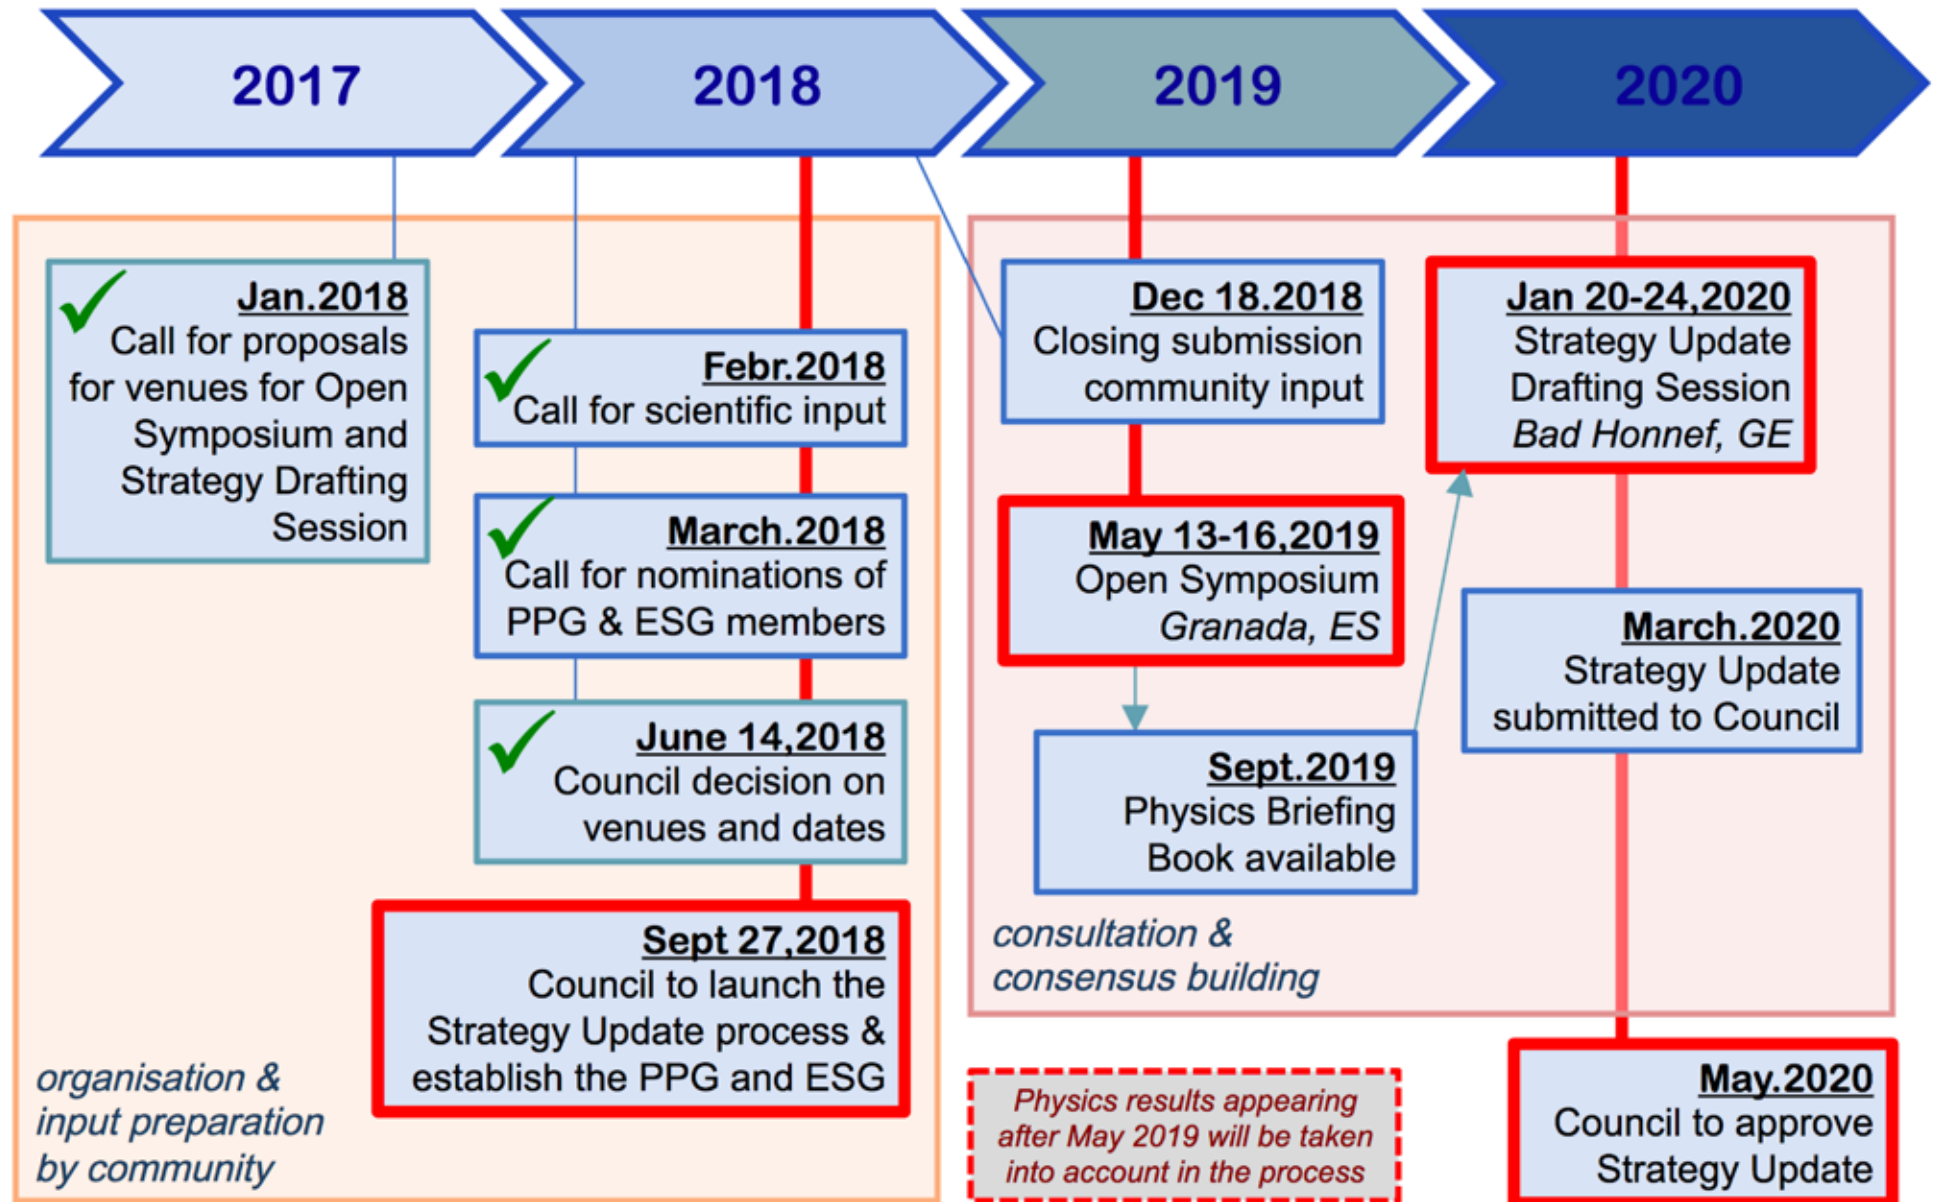 2017
2018
2019
2020
Jan.2018
Call for proposals
for venues for Open
Symposium and
Strategy Drafting
Session
Febr.2018
Call for scientific input
March.2018
Call for nominations of
PPG & ESG members
June 14,2018
Council decision on
venues and dates
Sept 27,2018
Council to launch the
Strategy Update process &
establish the PPG and ESG
organisation &
input preparation
by community
Dec 18.2018
Closing submission
community input
May 13-16,2019
Open Symposium
Granada, ES
Sept.2019
Physics Briefing
Book available
consultation &
consensus building
Physics results appearing
after May 2019 will be taken
into account in the process
Jan 20-24,2020
Strategy Update
Drafting Session
Bad Honnef, GE
March.2020
Strategy Update
submitted to Council
May.2020
Council to approve
Strategy Update